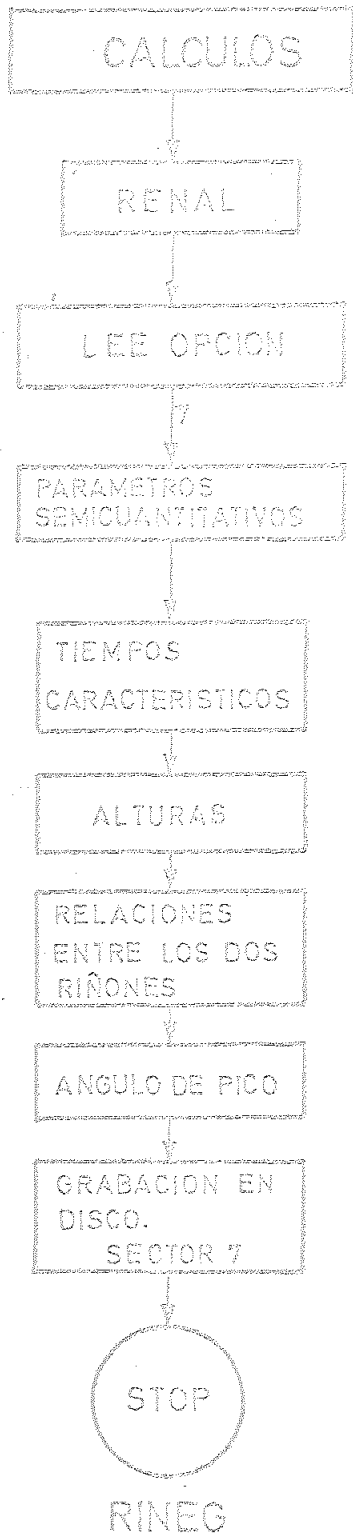 CALCULOS
RENAL
LEE OPCION
7
PARAMETROS
SEMICUANTITATIVOS
TIEMPOS
CARACTERISTICOS
ALTURAS
RELACIONES
ENTRE LOS DOS
RIÑONES
ANGULO DE PICO
GRABACION EN
DISCO.
SECTOR 7
STOP
RINEG